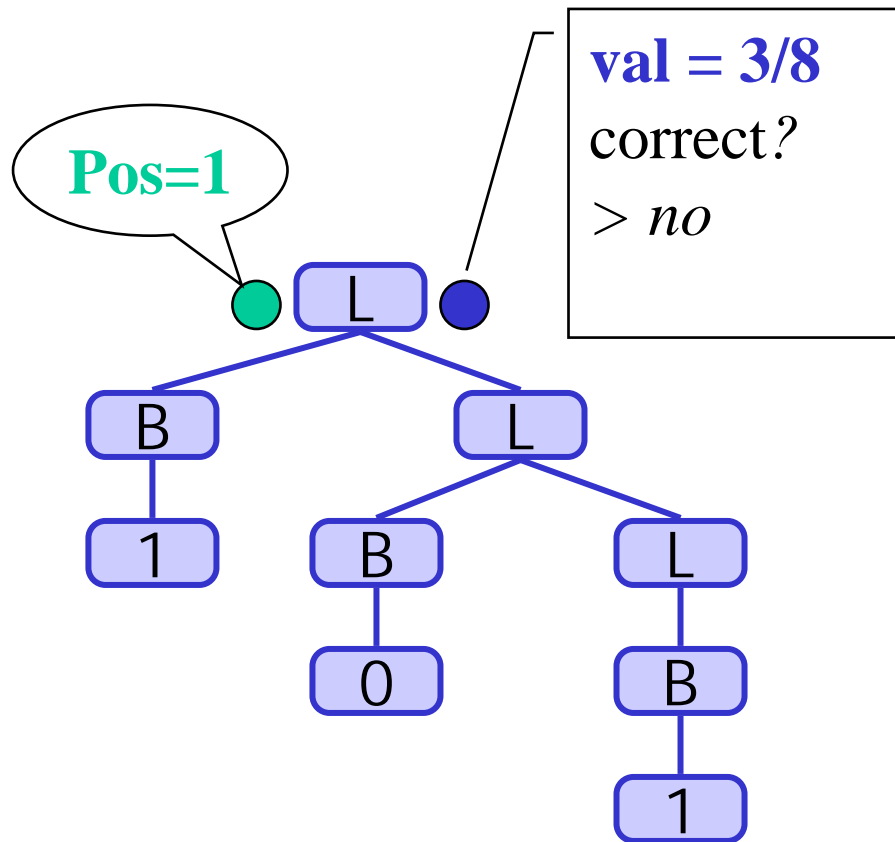 val = 3/8
correct?
> no
Pos=1
L
B L
1 B L
0 B
1